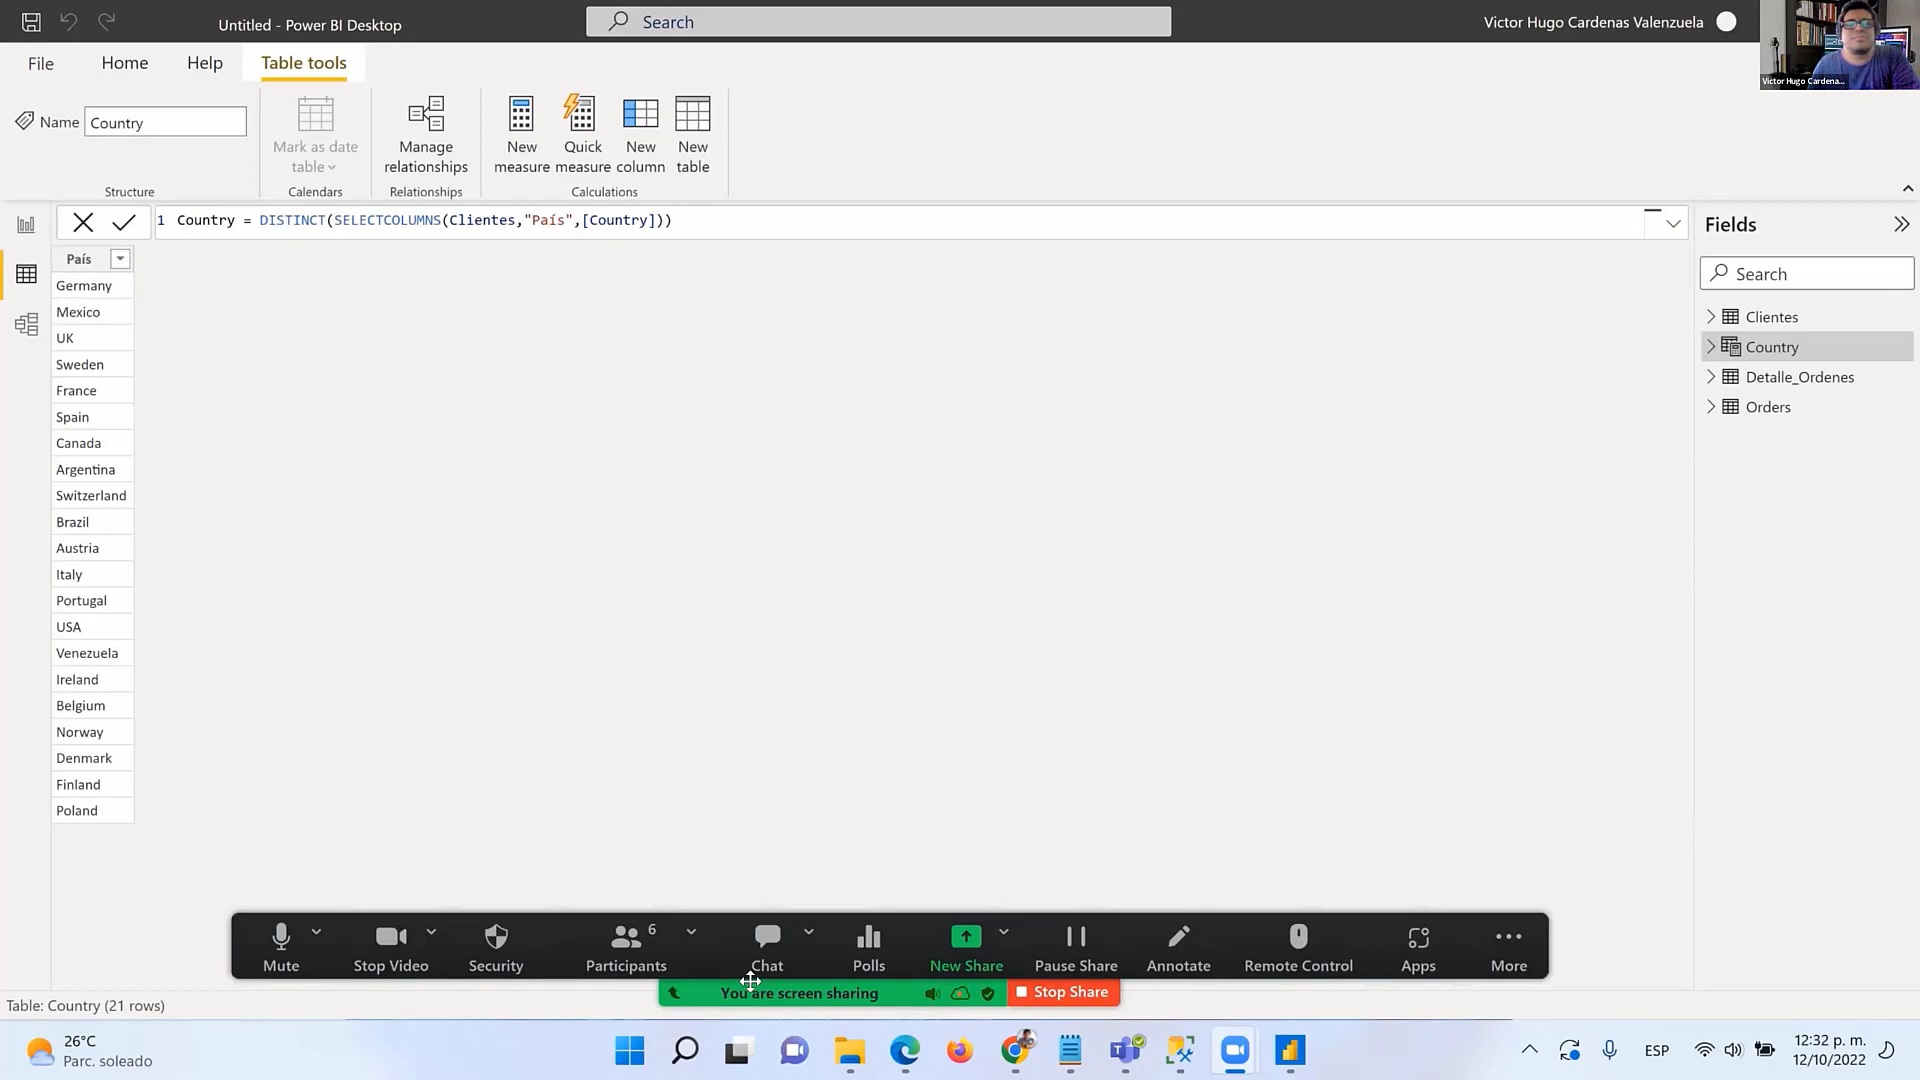 Untitled - Power BI Desktop
Search
Victor Hugo Cardenas Valenzuela
Victor Hugo Cardena...
File
Home
Help
Table tools
Name
Country
Structure
Mark as date
table
Calendars
Manage
relationships
Relationships
New
measure
Quick
measure
New
column
New
table
Calculations
1 Country = DISTINCT(SELECTCOLUMNS(Clientes,"País",[Country]))
País
Germany
Mexico
UK
Sweden
France
Spain
Canada
Argentina
Switzerland
Brazil
Austria
Italy
Portugal
USA
Venezuela
Ireland
Belgium
Norway
Denmark
Finland
Poland
Fields
Search
Clientes
Country
Detalle_Ordenes
Orders
Mute
Stop Video
Security
Participants
6
Chat
Polls
New Share
Pause Share
Annotate
Remote Control
Apps
More
You are screen sharing
Stop Share
Table: Country (21 rows)
26°C
Parc. soleado
ESP
12:32 p. m.
12/10/2022